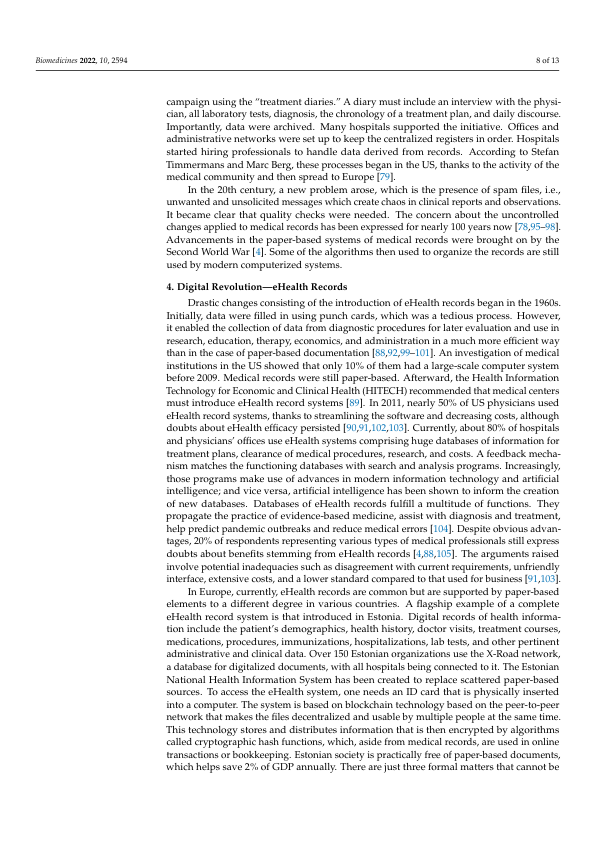 Biomedicines 2022, 10, 2594
8 of 13
campaign using the “treatment diaries.” A diary must include an interview with the physi-
cian, all laboratory tests, diagnosis, the chronology of a treatment plan, and daily discourse.
Importantly, data were archived. Many hospitals supported the initiative. Offices and
administrative networks were set up to keep the centralized registers in order. Hospitals
started hiring professionals to handle data derived from records. According to Stefan
Timmermans and Marc Berg, these processes began in the US, thanks to the activity of the
medical community and then spread to Europe [79].
In the 20th century, a new problem arose, which is the presence of spam files, i.e.,
unwanted and unsolicited messages which create chaos in clinical reports and observations.
It became clear that quality checks were needed. The concern about the uncontrolled
changes applied to medical records has been expressed for nearly 100 years now [78,95–98].
Advancements in the paper-based systems of medical records were brought on by the
Second World War [4]. Some of the algorithms then used to organize the records are still
used by modern computerized systems.
4. Digital Revolution—eHealth Records
Drastic changes consisting of the introduction of eHealth records began in the 1960s.
Initially, data were filled in using punch cards, which was a tedious process. However,
it enabled the collection of data from diagnostic procedures for later evaluation and use in
research, education, therapy, economics, and administration in a much more efficient way
than in the case of paper-based documentation [88,92,99–101]. An investigation of medical
institutions in the US showed that only 10% of them had a large-scale computer system
before 2009. Medical records were still paper-based. Afterward, the Health Information
Technology for Economic and Clinical Health (HITECH) recommended that medical centers
must introduce eHealth record systems [89]. In 2011, nearly 50% of US physicians used
eHealth record systems, thanks to streamlining the software and decreasing costs, although
doubts about eHealth efficacy persisted [90,91,102,103]. Currently, about 80% of hospitals
and physicians’ offices use eHealth systems comprising huge databases of information for
treatment plans, clearance of medical procedures, research, and costs. A feedback mecha-
nism matches the functioning databases with search and analysis programs. Increasingly,
those programs make use of advances in modern information technology and artificial
intelligence; and vice versa, artificial intelligence has been shown to inform the creation
of new databases. Databases of eHealth records fulfill a multitude of functions. They
propagate the practice of evidence-based medicine, assist with diagnosis and treatment,
help predict pandemic outbreaks and reduce medical errors [104]. Despite obvious advan-
tages, 20% of respondents representing various types of medical professionals still express
doubts about benefits stemming from eHealth records [4,88,105]. The arguments raised
involve potential inadequacies such as disagreement with current requirements, unfriendly
interface, extensive costs, and a lower standard compared to that used for business [91,103].
In Europe, currently, eHealth records are common but are supported by paper-based
elements to a different degree in various countries. A flagship example of a complete
eHealth record system is that introduced in Estonia. Digital records of health informa-
tion include the patient’s demographics, health history, doctor visits, treatment courses,
medications, procedures, immunizations, hospitalizations, lab tests, and other pertinent
administrative and clinical data. Over 150 Estonian organizations use the X-Road network,
a database for digitalized documents, with all hospitals being connected to it. The Estonian
National Health Information System has been created to replace scattered paper-based
sources. To access the eHealth system, one needs an ID card that is physically inserted
into a computer. The system is based on blockchain technology based on the peer-to-peer
network that makes the files decentralized and usable by multiple people at the same time.
This technology stores and distributes information that is then encrypted by algorithms
called cryptographic hash functions, which, aside from medical records, are used in online
transactions or bookkeeping. Estonian society is practically free of paper-based documents,
which helps save 2% of GDP annually. There are just three formal matters that cannot be